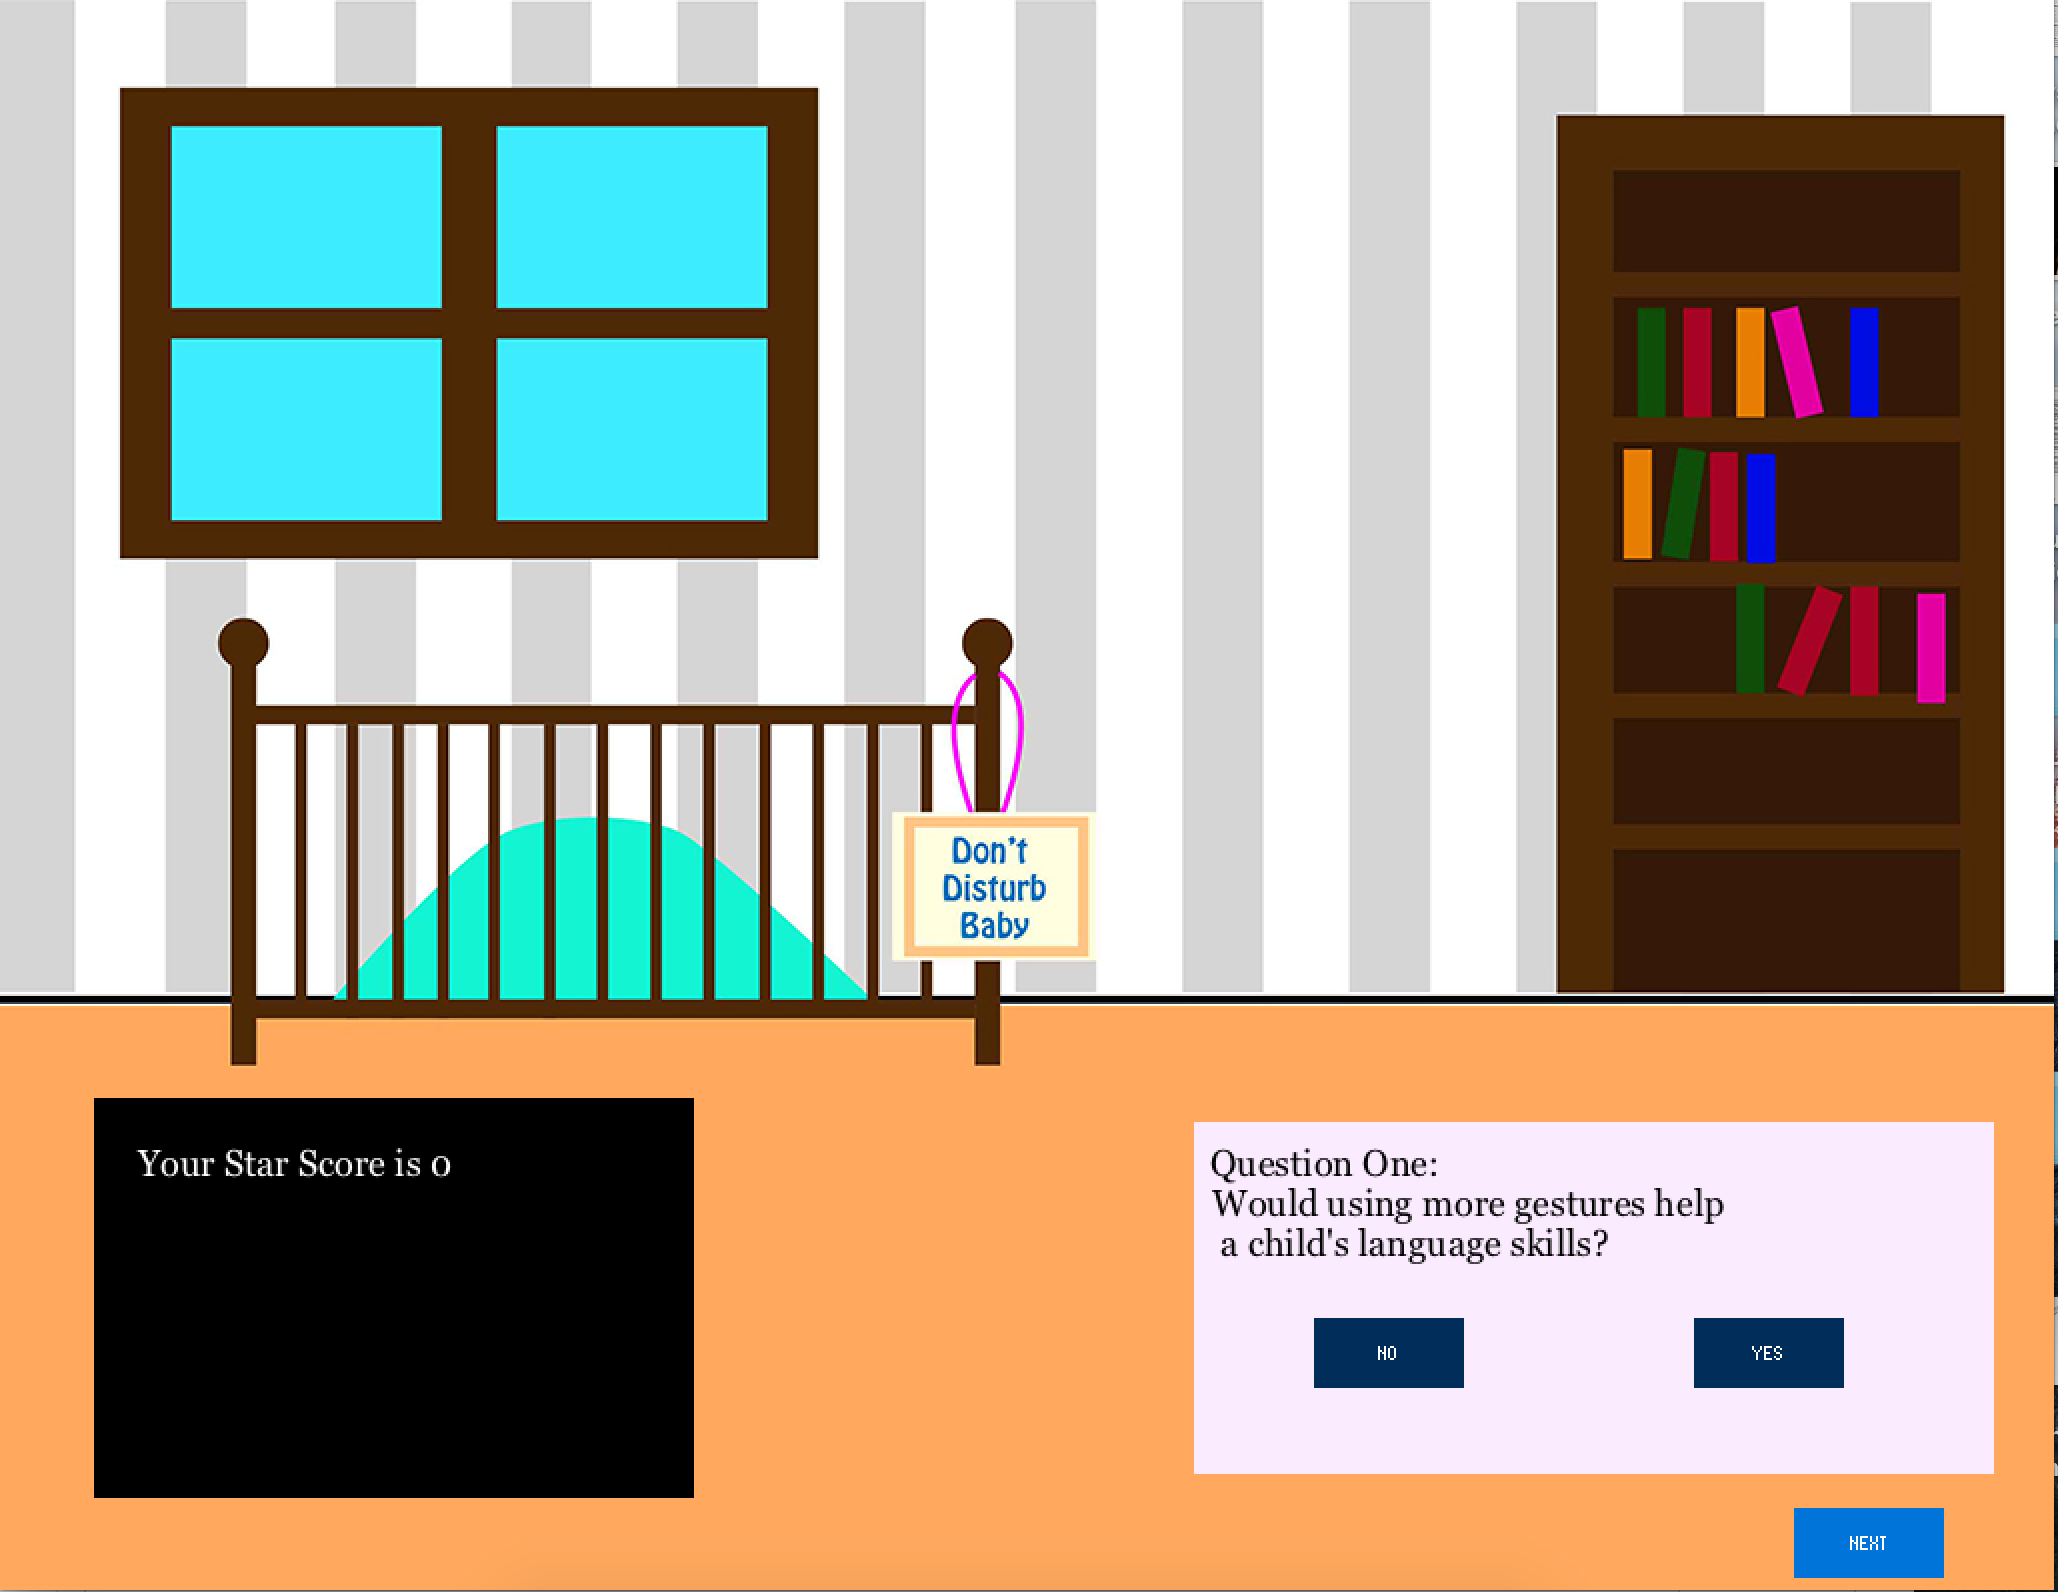 Don't
Disturb
Baby
Your Star Score is 0
Question One:
Would using more gestures help
a child's language skills?
NO
YES
NEXT